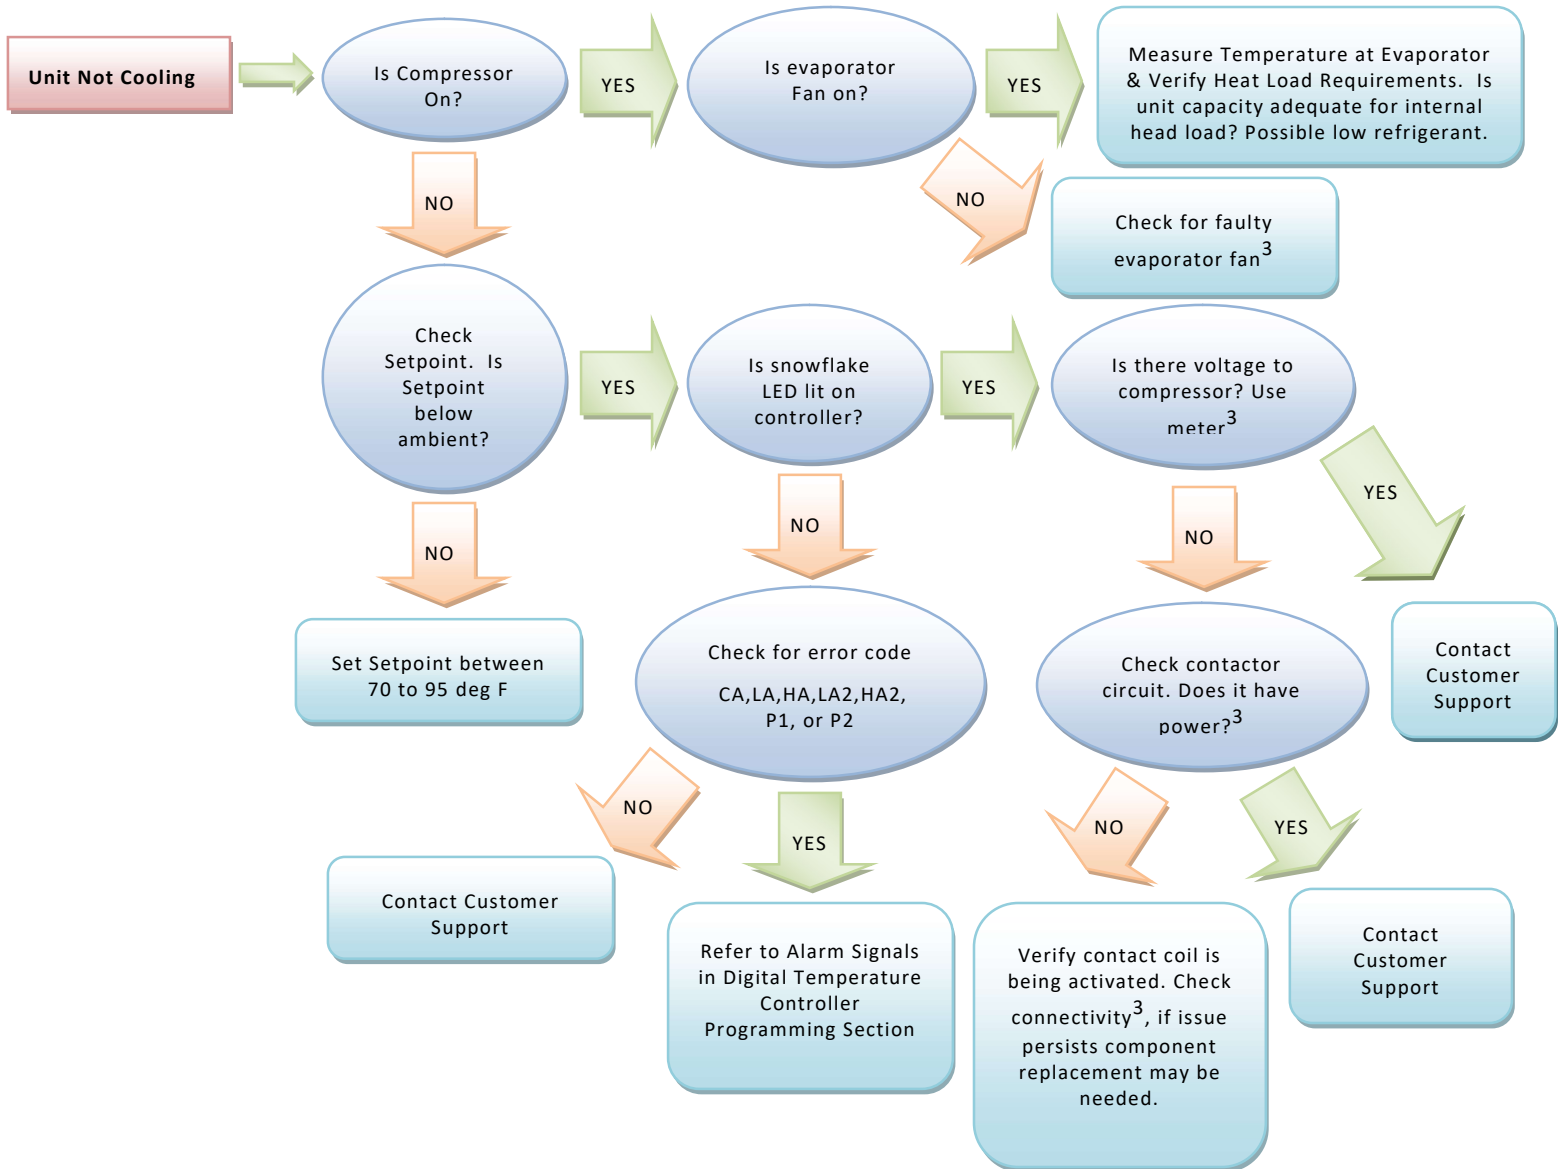 Unit Not Cooling
Is Compressor
On?
YES
Is evaporator
Fan on?
YES
Measure Temperature at Evaporator
& Verify Heat Load Requirements.  Is
unit capacity adequate for internal
head load? Possible low refrigerant.
NO
NO
Check for faulty
evaporator fan3
Check
Setpoint.  Is
Setpoint
below
ambient?
YES
Is snowflake
LED lit on
controller?
YES
Is there voltage to
compressor? Use
meter3
YES
NO
NO
NO
Set Setpoint between
70 to 95 deg F
Check for error code
CA,LA,HA,LA2,HA2,
P1, or P2
Check contactor
circuit. Does it have
power?3
Contact
Customer
Support
NO
YES
NO
YES
Contact Customer
Support
Refer to Alarm Signals
in Digital Temperature
Controller
Programming Section
Verify contact coil is
being activated. Check
connectivity3, if issue
persists component
replacement may be
needed.
Contact
Customer
Support